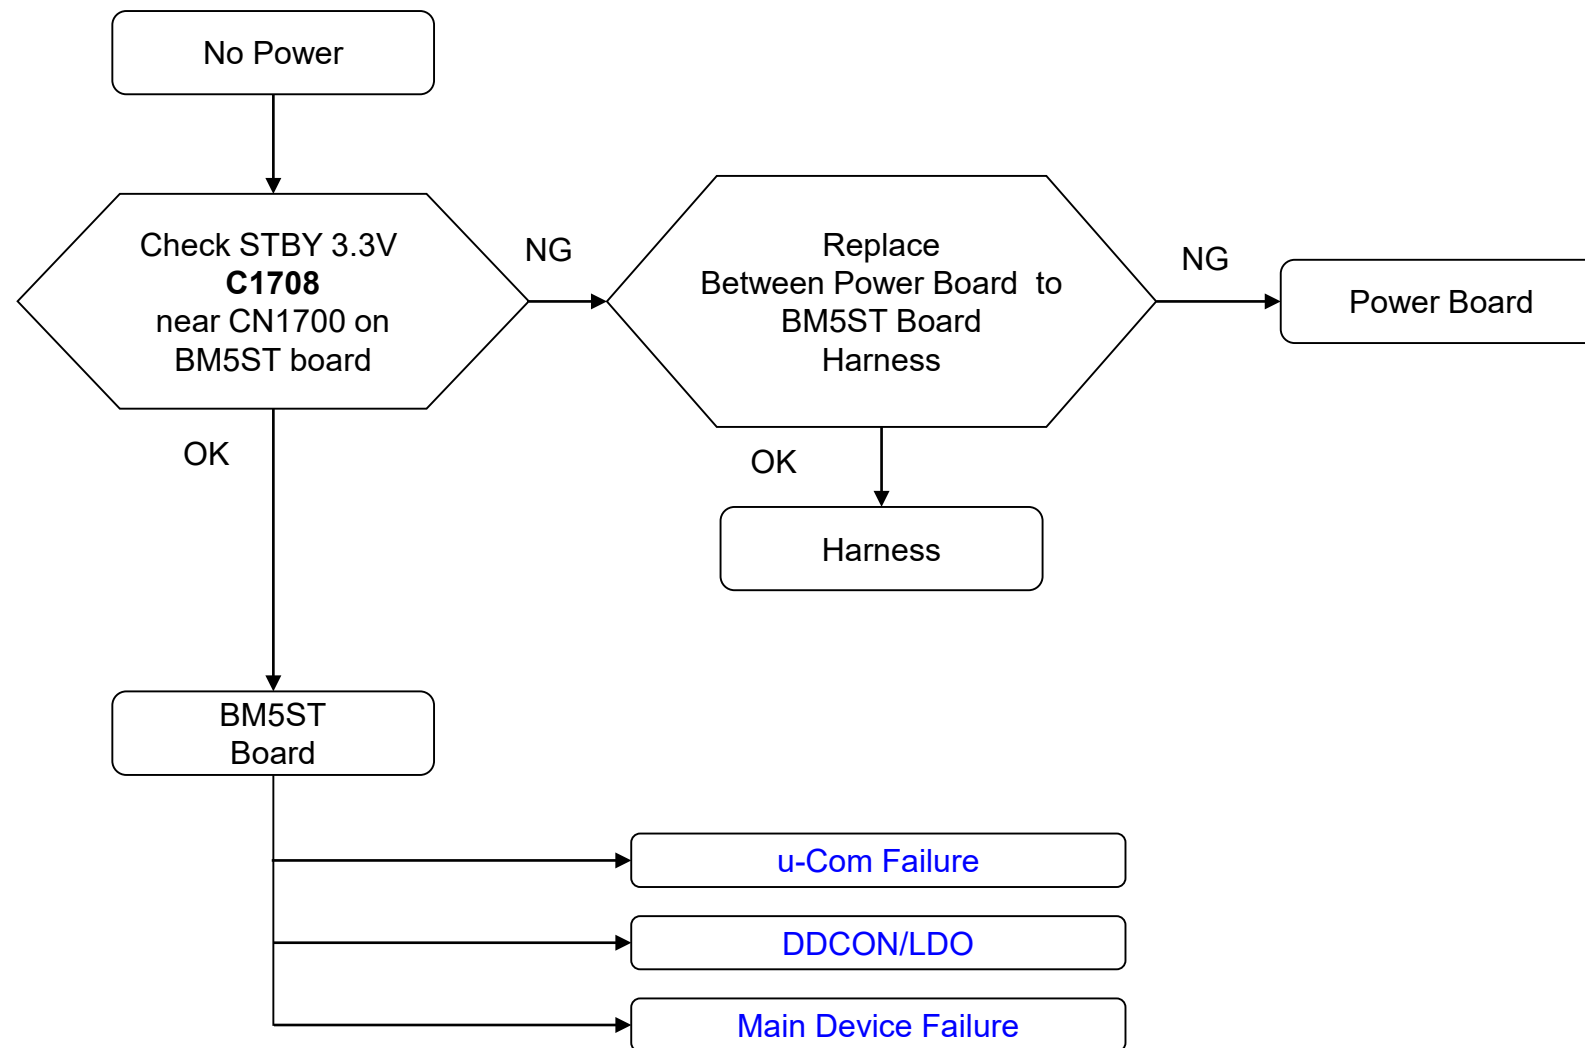 No Power
Check STBY 3.3V
C1708
near CN1700 on
BM5ST board
NG
Replace
Between Power Board  to
BM5ST Board
Harness
NG
Power Board
OK
OK
Harness
BM5ST
Board
u-Com Failure
DDCON/LDO
Main Device Failure